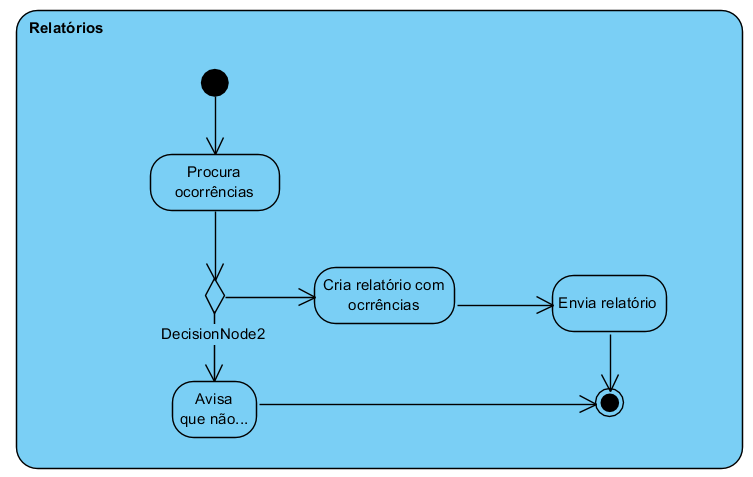 Relatórios
Procura
ocorrências
Cria relatório com
ocrrências
Envia relatório
DecisionNode2
Avisa
que não...